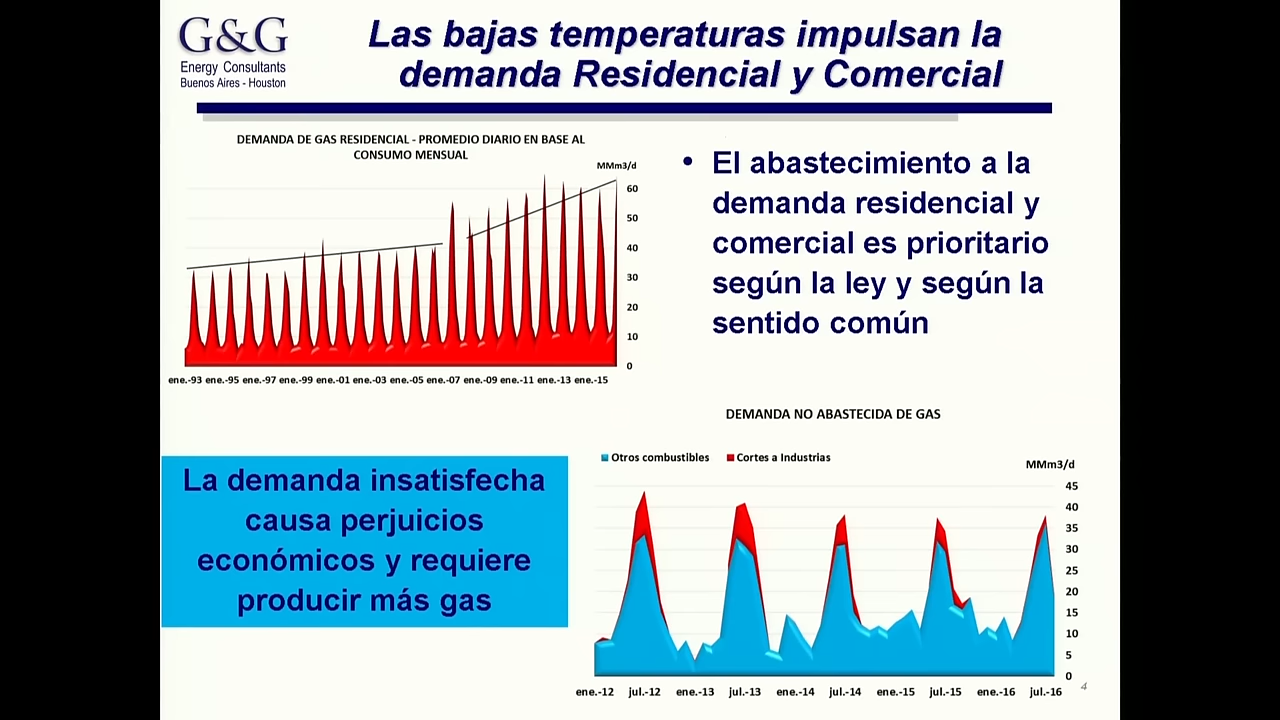 G&G
Energy Consultants
Buenos Aires - Houston
Las bajas temperaturas impulsan la
demanda Residencial y Comercial
DEMANDA DE GAS RESIDENCIAL - PROMEDIO DIARIO EN BASE AL
CONSUMO MENSUAL
MMm3/d
60
50
40
30
20
10
0
ene.-93 ene.-95 ene.-97 ene.-99 ene.-01 ene.-03 ene.-05 ene.-07 ene.-09 ene.-11 ene.-13 ene.-15
• El abastecimiento a la
demanda residencial y
comercial es prioritario
según la ley y según la
sentido común
La demanda insatisfecha
causa perjuicios
económicos y requiere
producir más gas
DEMANDA NO ABASTECIDA DE GAS
Otros combustibles Cortes a Industrias
MMm3/d
45
40
35
30
25
20
15
10
5
0
ene.-12 jul.-12 ene.-13 jul.-13 ene.-14 jul.-14 ene.-15 jul.-15 ene.-16 jul.-16
4